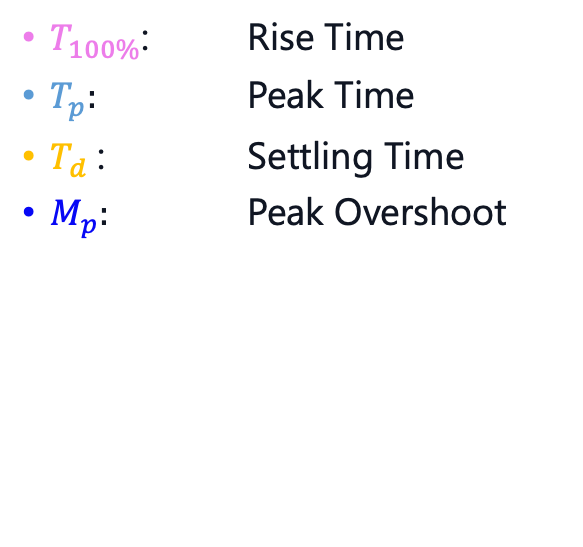 • T100%: Rise Time
• Tp: Peak Time
• Td : Settling Time
• Mp: Peak Overshoot